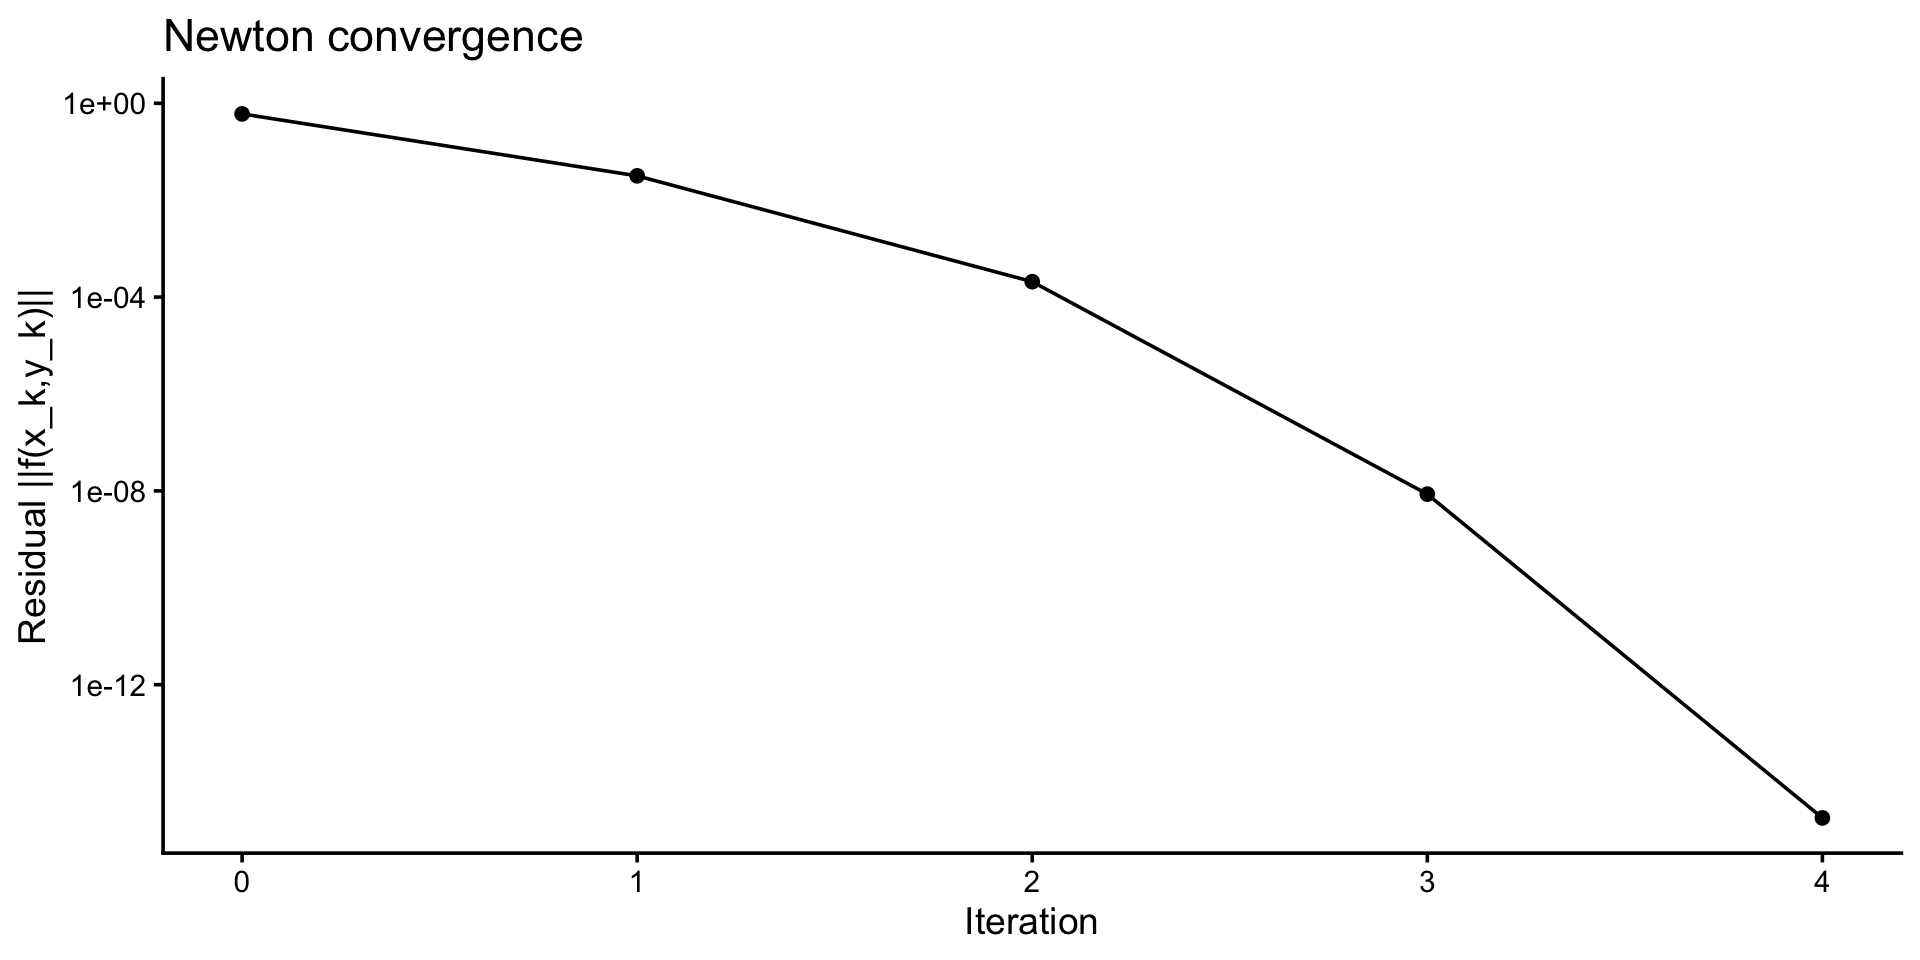 Newton convergence
Residual ||f(x_k,y_k)||
1e+00
1e-04
1e-08
1e-12
0 1 2 3 4
Iteration